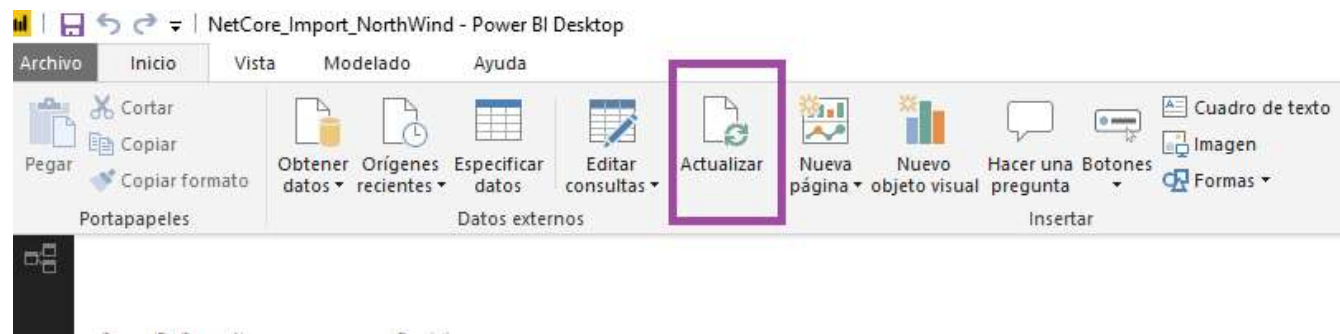 NetCore_Import_NorthWind - Power BI Desktop
Archivo Inicio Vista Modelado Ayuda
Pegar
Cortar
Copiar
Copiar formato
Portapapeles
Obtener
datos
Orígenes
recientes
Especificar
datos
Editar
consultas
Actualizar
Datos externos
Nueva
página
Nuevo
objeto visual
Hacer una
pregunta
Botones
Cuadro de texto
Imagen
Formas
Insertar